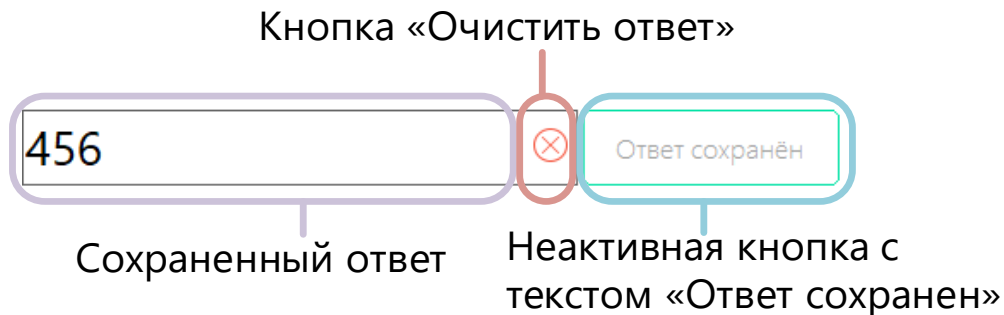 Кнопка «Очистить ответ»
456
Ответ сохранён
Сохраненный ответ
Неактивная кнопка с
текстом «Ответ сохранен»